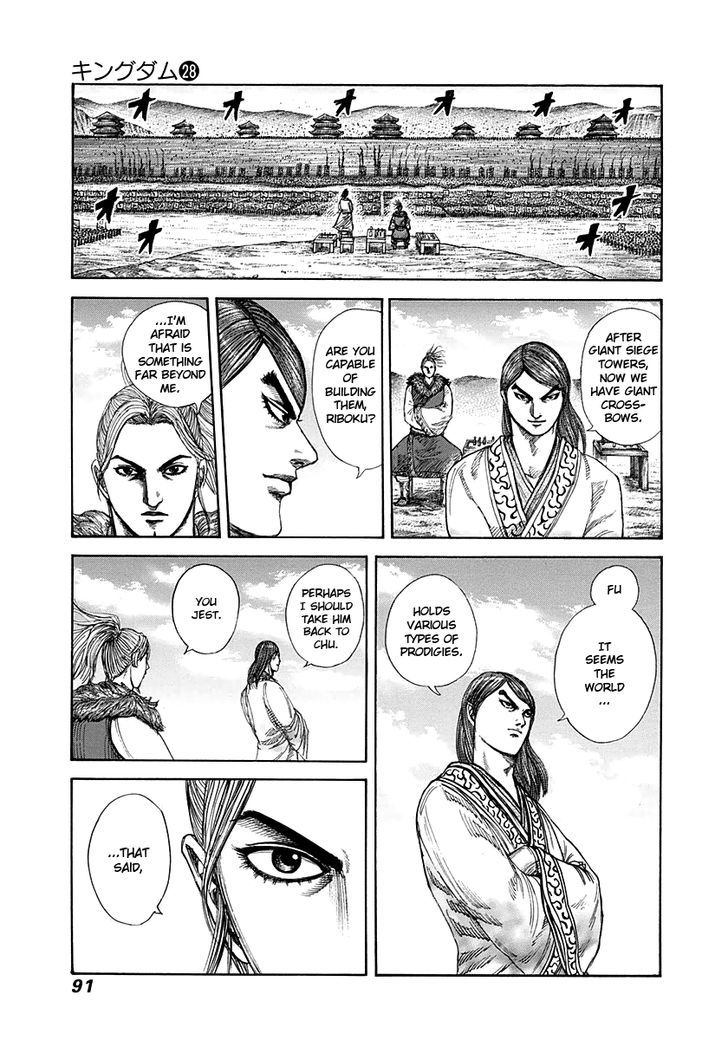 キングダム28
オ
オ
オ
オ
オ
オ
オ
オ
オ
オ
オ
オ
AFTER
GIANT SIEGE
TOWERS,
NOW WE
HAVE GIANT
CROSS-
BOWS.
ARE YOU
CAPABLE
OF
BUILDING
THEM,
RIBOKU?
...I'M
AFRAID
THAT IS
SOMETHING
FAR BEYOND
ME.
FU
IT
SEEMS
THE
WORLD
...
HOLDS
VARIOUS
TYPES OF
PRODIGIES.
PERHAPS
I SHOULD
TAKE HIM
BACK TO
CHU.
YOU
JEST.
...THAT
SAID,
91